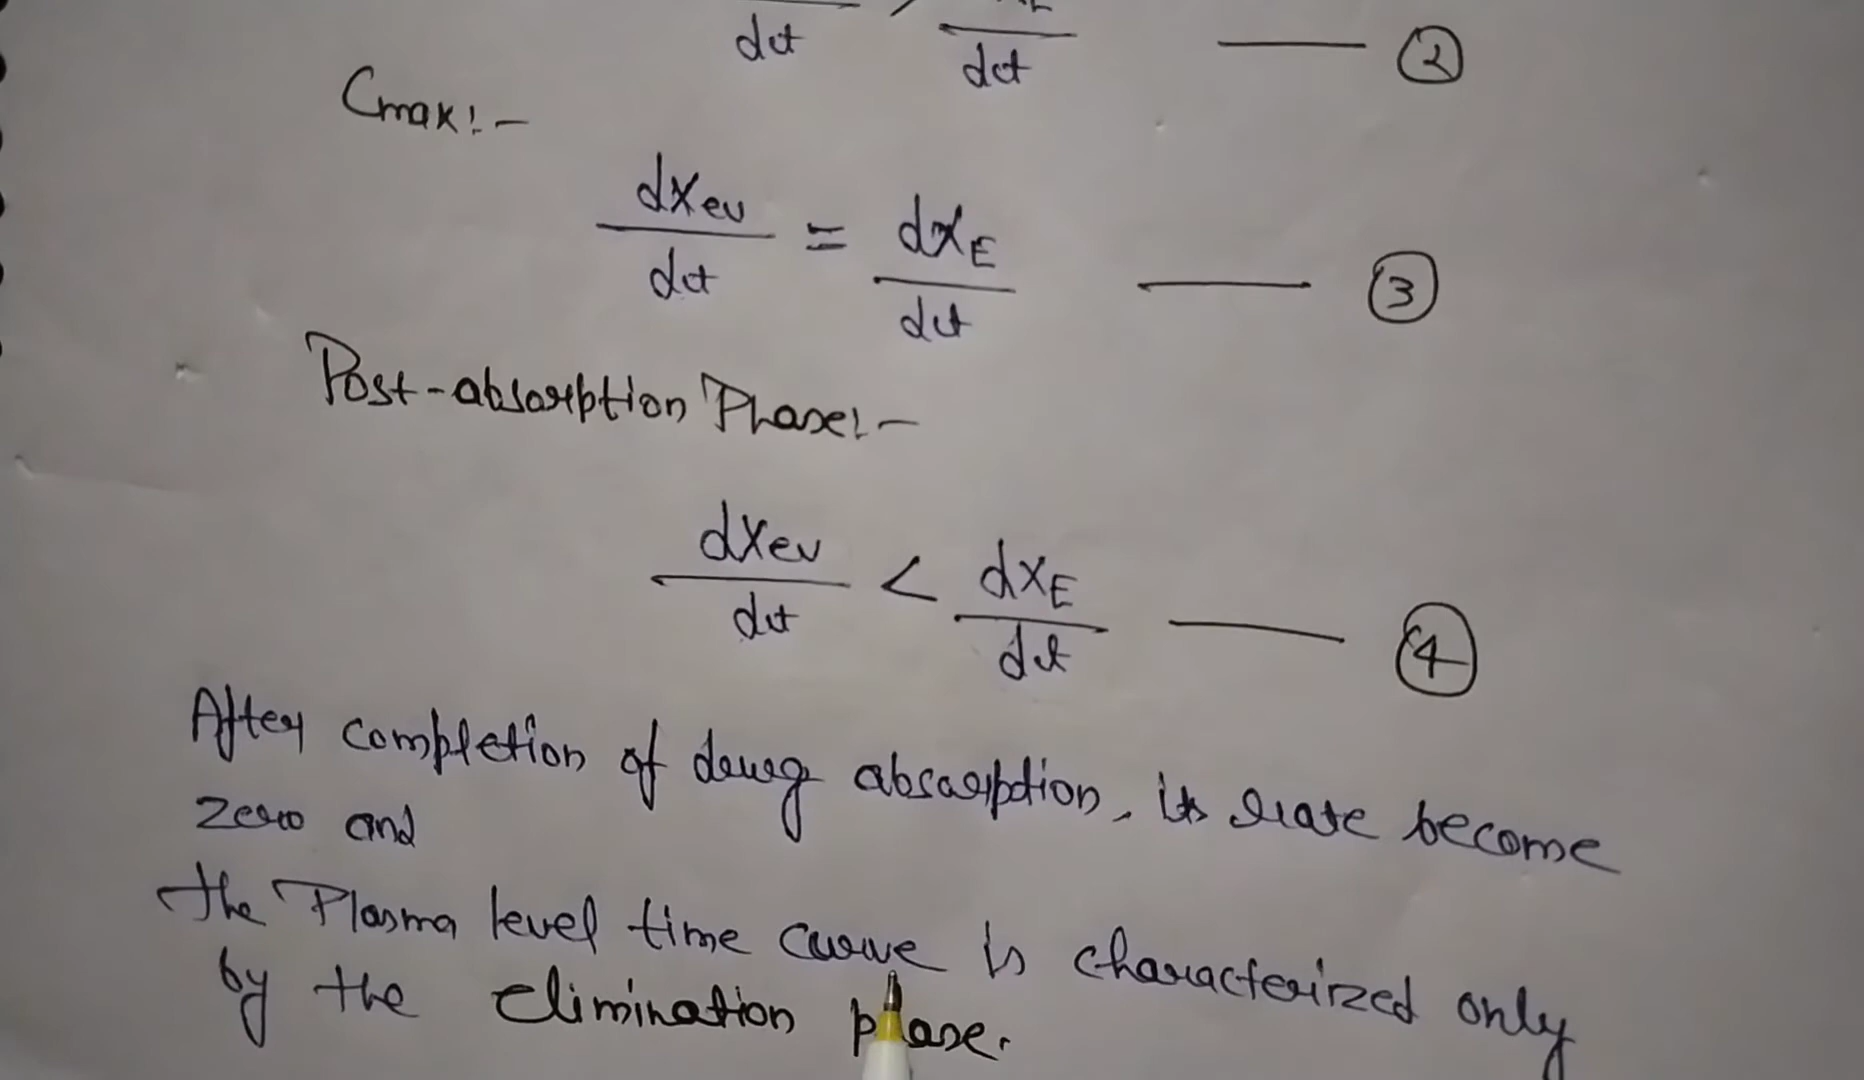 dt > dt —— 2
Cmax:-
dXev/dt = dXE/dt —— 3
Post-absorption Phase:-
dXev/dt < dXE/dt —— 4
After completion of drug absorption, its rate become
zero and
the Plasma level time curve is characterized only
by the elimination phase.